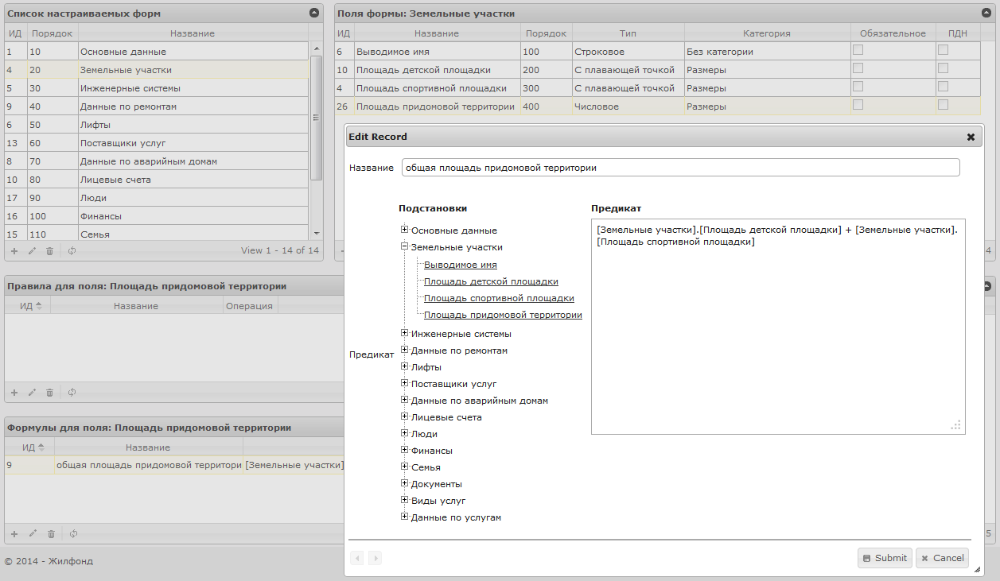 Список настраиваемых форм
ИД Порядок Название
1 10 Основные данные
4 20 Земельные участки
5 30 Инженерные системы
9 40 Данные по ремонтам
6 50 Лифты
13 60 Поставщики услуг
8 70 Данные по аварийным домам
10 80 Лицевые счета
17 90 Люди
16 100 Финансы
15 110 Семья
View 1 - 14 of 14
Поля формы: Земельные участки
ИД Название Порядок Тип Категория Обязательное ПДН
6 Выводимое имя 100 Строковое Без категории
10 Площадь детской площадки 200 С плавающей точкой Размеры
4 Площадь спортивной площадки 300 С плавающей точкой Размеры
26 Площадь придомовой территории 400 Числовое Размеры
4
Правила для поля: Площадь придомовой территории
ИД Название Операция
Формулы для поля: Площадь придомовой территории
ИД Название
9 общая площадь придомовой территори [Земельные участки]
5
© 2014 - Жилфонд
Edit Record
Название общая площадь придомовой территории
Предикат
Подстановки
Основные данные
Земельные участки
Выводимое имя
Площадь детской площадки
Площадь спортивной площадки
Площадь придомовой территории
Инженерные системы
Данные по ремонтам
Лифты
Поставщики услуг
Данные по аварийным домам
Лицевые счета
Люди
Финансы
Семья
Документы
Виды услуг
Данные по услугам
Предикат
[Земельные участки].[Площадь детской площадки] + [Земельные участки].
[Площадь спортивной площадки]
Submit Cancel